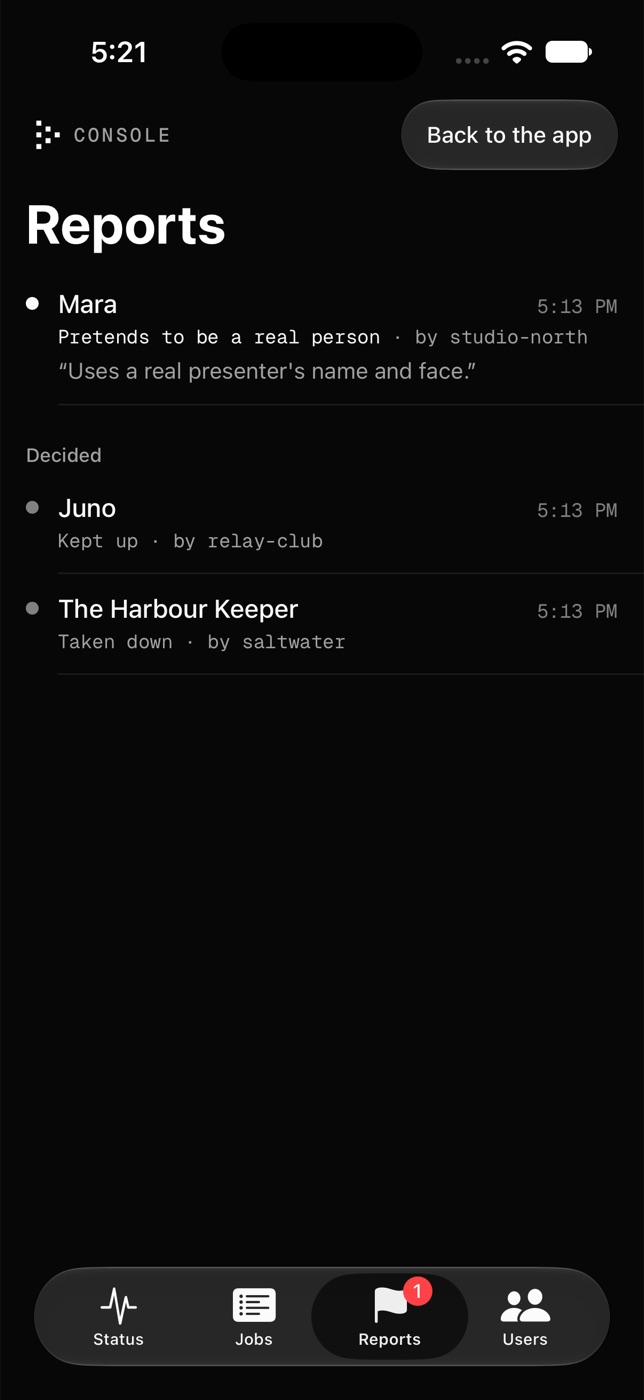 5:21
CONSOLE
Back to the app
Reports
Mara
5:13 PM
Pretends to be a real person · by studio-north
“Uses a real presenter's name and face.”
Decided
Juno
5:13 PM
Kept up · by relay-club
The Harbour Keeper
5:13 PM
Taken down · by saltwater
1
Status
Jobs
Reports
Users